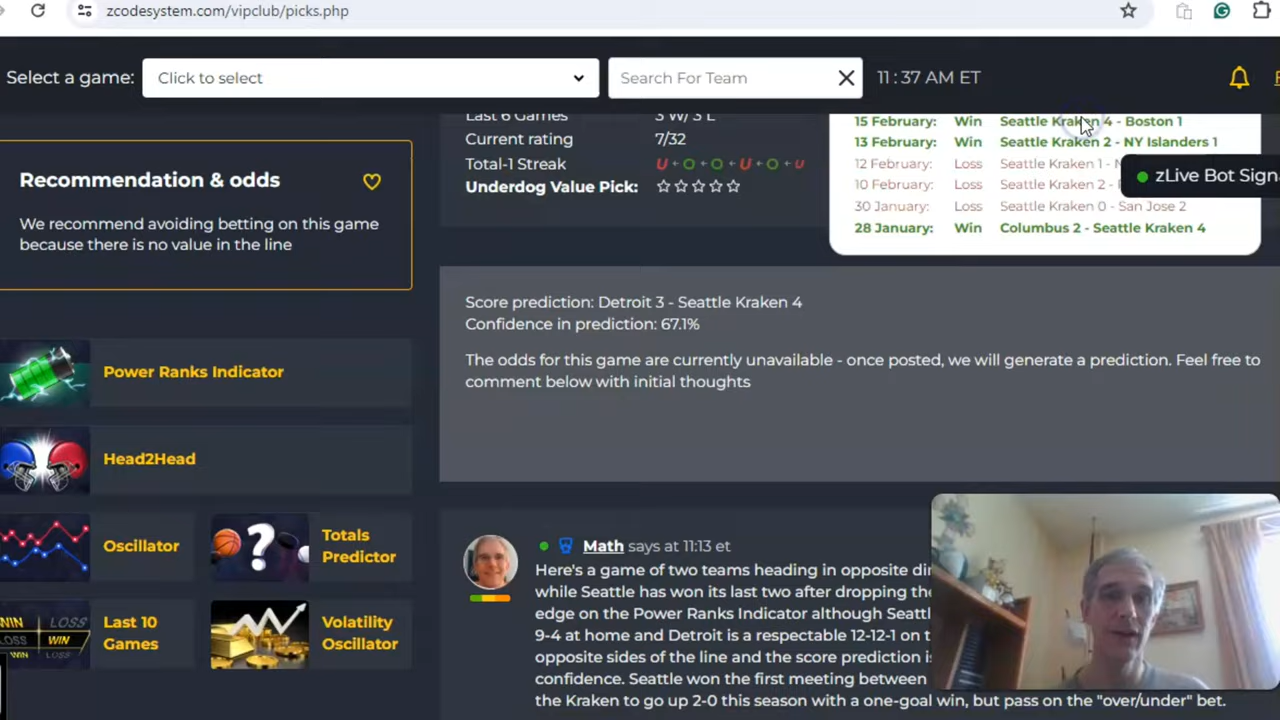 zcodesystem.com/vipclub/picks.php
Select a game: Click to select Search For Team 11:37 AM ET
Recommendation & odds
We recommend avoiding betting on this game
because there is no value in the line
Power Ranks Indicator
Head2Head
Oscillator
Totals
Predictor
WIN LOSS
LOSS WIN
WIN LOSS
Last 10
Games
Volatility
Oscillator
Last 6 Games 3 W/ 3 L
Current rating 7/32
Total-1 Streak U O O U O U
Underdog Value Pick:
15 February: Win Seattle Kraken 4 - Boston 1
13 February: Win Seattle Kraken 2 - NY Islanders 1
12 February: Loss Seattle Kraken 1 -
10 February: Loss Seattle Kraken 2 -
30 January: Loss Seattle Kraken 0 - San Jose 2
28 January: Win Columbus 2 - Seattle Kraken 4
zLive Bot Sign
Score prediction: Detroit 3 - Seattle Kraken 4
Confidence in prediction: 67.1%
The odds for this game are currently unavailable - once posted, we will generate a prediction. Feel free to
comment below with initial thoughts
Math says at 11:13 et
Here's a game of two teams heading in opposite
while Seattle has won its last two after dropping the
edge on the Power Ranks Indicator although
9-4 at home and Detroit is a respectable 12-12-1 on
opposite sides of the line and the score prediction
confidence. Seattle won the first meeting between
the Kraken to go up 2-0 this season with a one-goal win, but pass on the "over/under" bet.